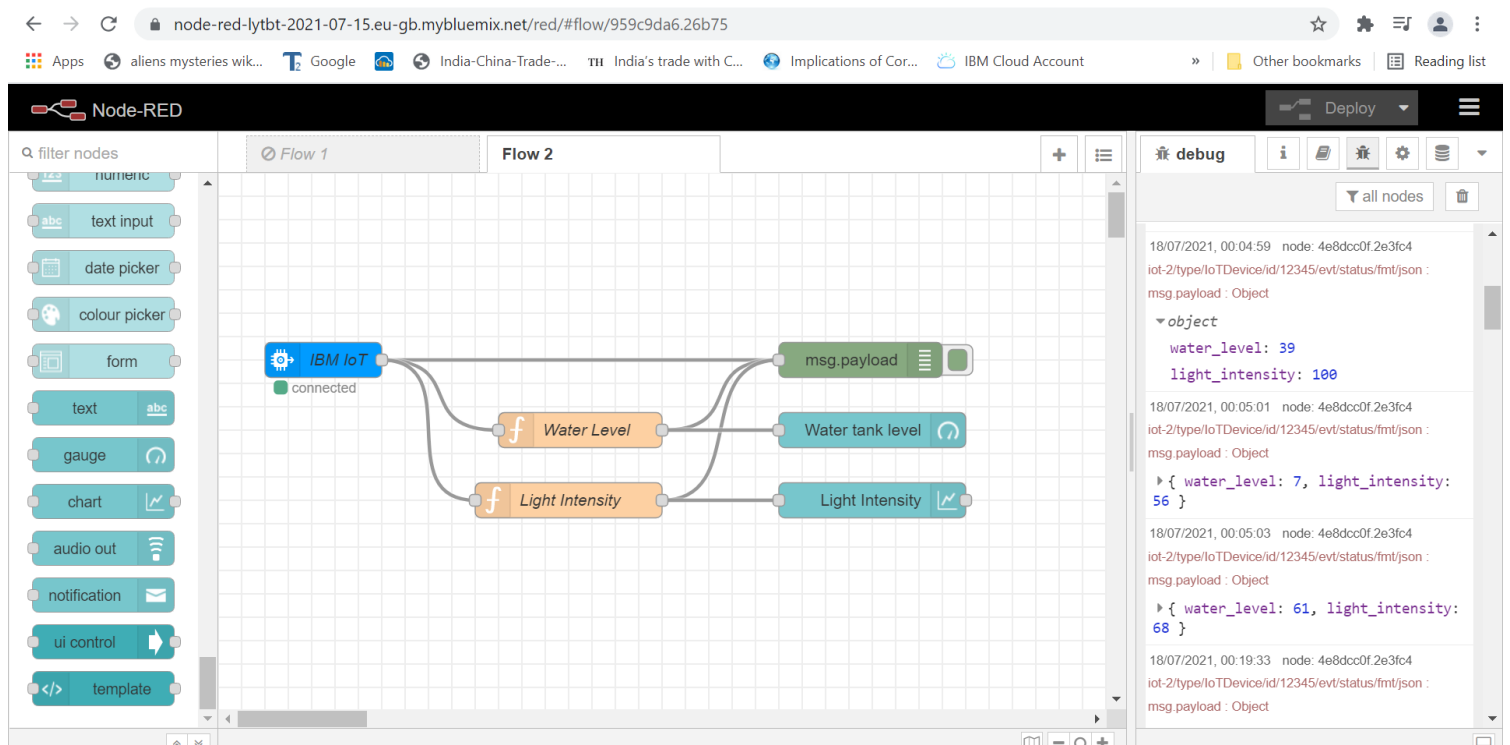 node-red-lytbt-2021-07-15.eu-gb.mybluemix.net/red/#flow/959c9da6.26b75
Apps aliens mysteries wik... Google India-China-Trade-... TH India's trade with C... Implications of Cor... IBM Cloud Account » Other bookmarks Reading list
Node-RED Deploy
filter nodes
Flow 1 Flow 2
debug
i
all nodes
123 numeric
abc text input
date picker
colour picker
form
text abc
gauge
chart
audio out
notification
ui control
</> template
IBM IoT
connected
msg.payload
Water Level
Water tank level
Light Intensity
Light Intensity
18/07/2021, 00:04:59 node: 4e8dcc0f.2e3fc4
iot-2/type/IoTDevice/id/12345/evt/status/fmt/json :
msg.payload : Object
object
water_level: 39
light_intensity: 100
18/07/2021, 00:05:01 node: 4e8dcc0f.2e3fc4
iot-2/type/IoTDevice/id/12345/evt/status/fmt/json :
msg.payload : Object
{ water_level: 7, light_intensity:
56 }
18/07/2021, 00:05:03 node: 4e8dcc0f.2e3fc4
iot-2/type/IoTDevice/id/12345/evt/status/fmt/json :
msg.payload : Object
{ water_level: 61, light_intensity:
68 }
18/07/2021, 00:19:33 node: 4e8dcc0f.2e3fc4
iot-2/type/IoTDevice/id/12345/evt/status/fmt/json :
msg.payload : Object